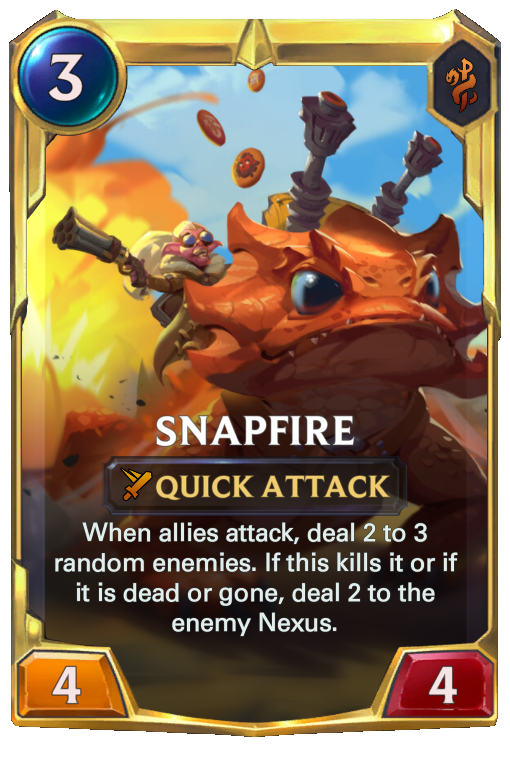 3
SNAPFIRE
QUICK ATTACK
When allies attack, deal 2 to 3
random enemies. If this kills it or if
it is dead or gone, deal 2 to the
enemy Nexus.
4 4